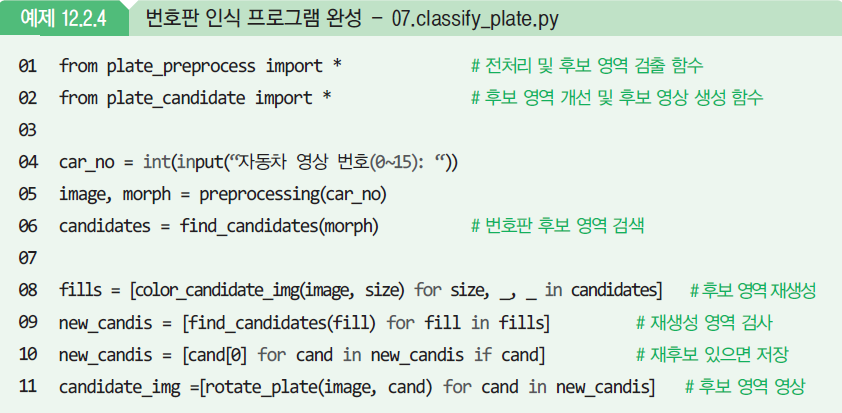 예제 12.2.4 번호판 인식 프로그램 완성 - 07.classify_plate.py
01 from plate_preprocess import * # 전처리 및 후보 영역 검출 함수
02 from plate_candidate import * # 후보 영역 개선 및 후보 영상 생성 함수
03
04 car_no = int(input(“자동차 영상 번호(0~15): “))
05 image, morph = preprocessing(car_no)
06 candidates = find_candidates(morph) # 번호판 후보 영역 검색
07
08 fills = [color_candidate_img(image, size) for size, _, _ in candidates] # 후보 영역 재생성
09 new_candis = [find_candidates(fill) for fill in fills] # 재생성 영역 검사
10 new_candis = [cand[0] for cand in new_candis if cand] # 재후보 있으면 저장
11 candidate_img =[rotate_plate(image, cand) for cand in new_candis] # 후보 영역 영상